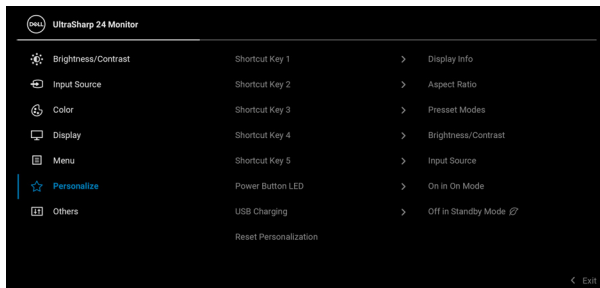 DELL UltraSharp 24 Monitor
Brightness/Contrast Shortcut Key 1 > Display Info
Input Source Shortcut Key 2 > Aspect Ratio
Color Shortcut Key 3 > Presset Modes
Display Shortcut Key 4 > Brightness/Contrast
Menu Shortcut Key 5 > Input Source
Personalize Power Button LED > On in On Mode
Others USB Charging > Off in Standby Mode
Reset Personalization
< Exit